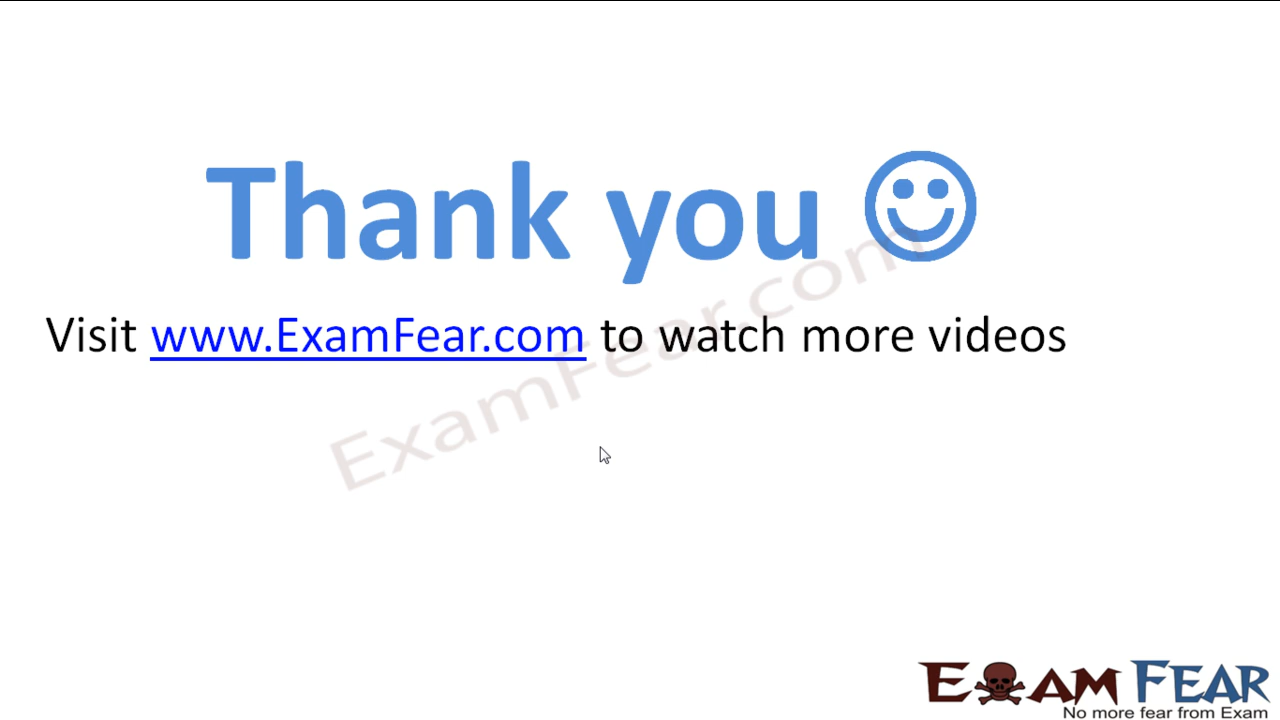 Thank you ☺
Visit www.ExamFear.com to watch more videos
ExamFear.com
EXAM FEAR
No more fear from Exam